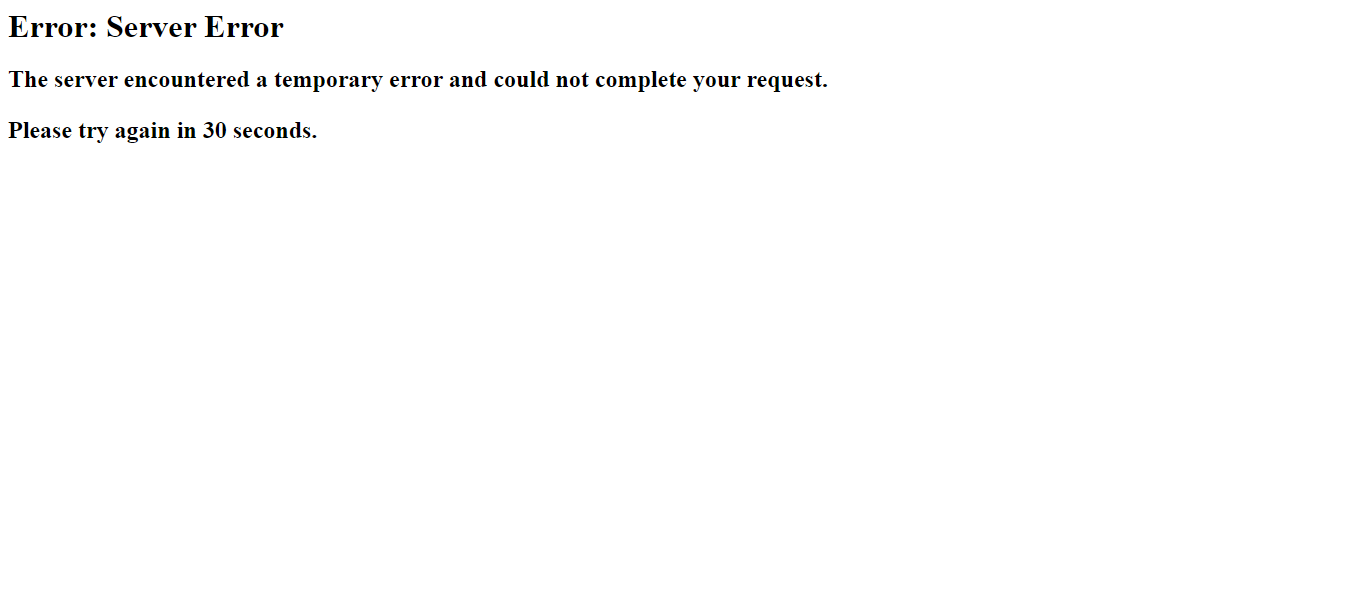 Error: Server Error
The server encountered a temporary error and could not complete your request.
Please try again in 30 seconds.